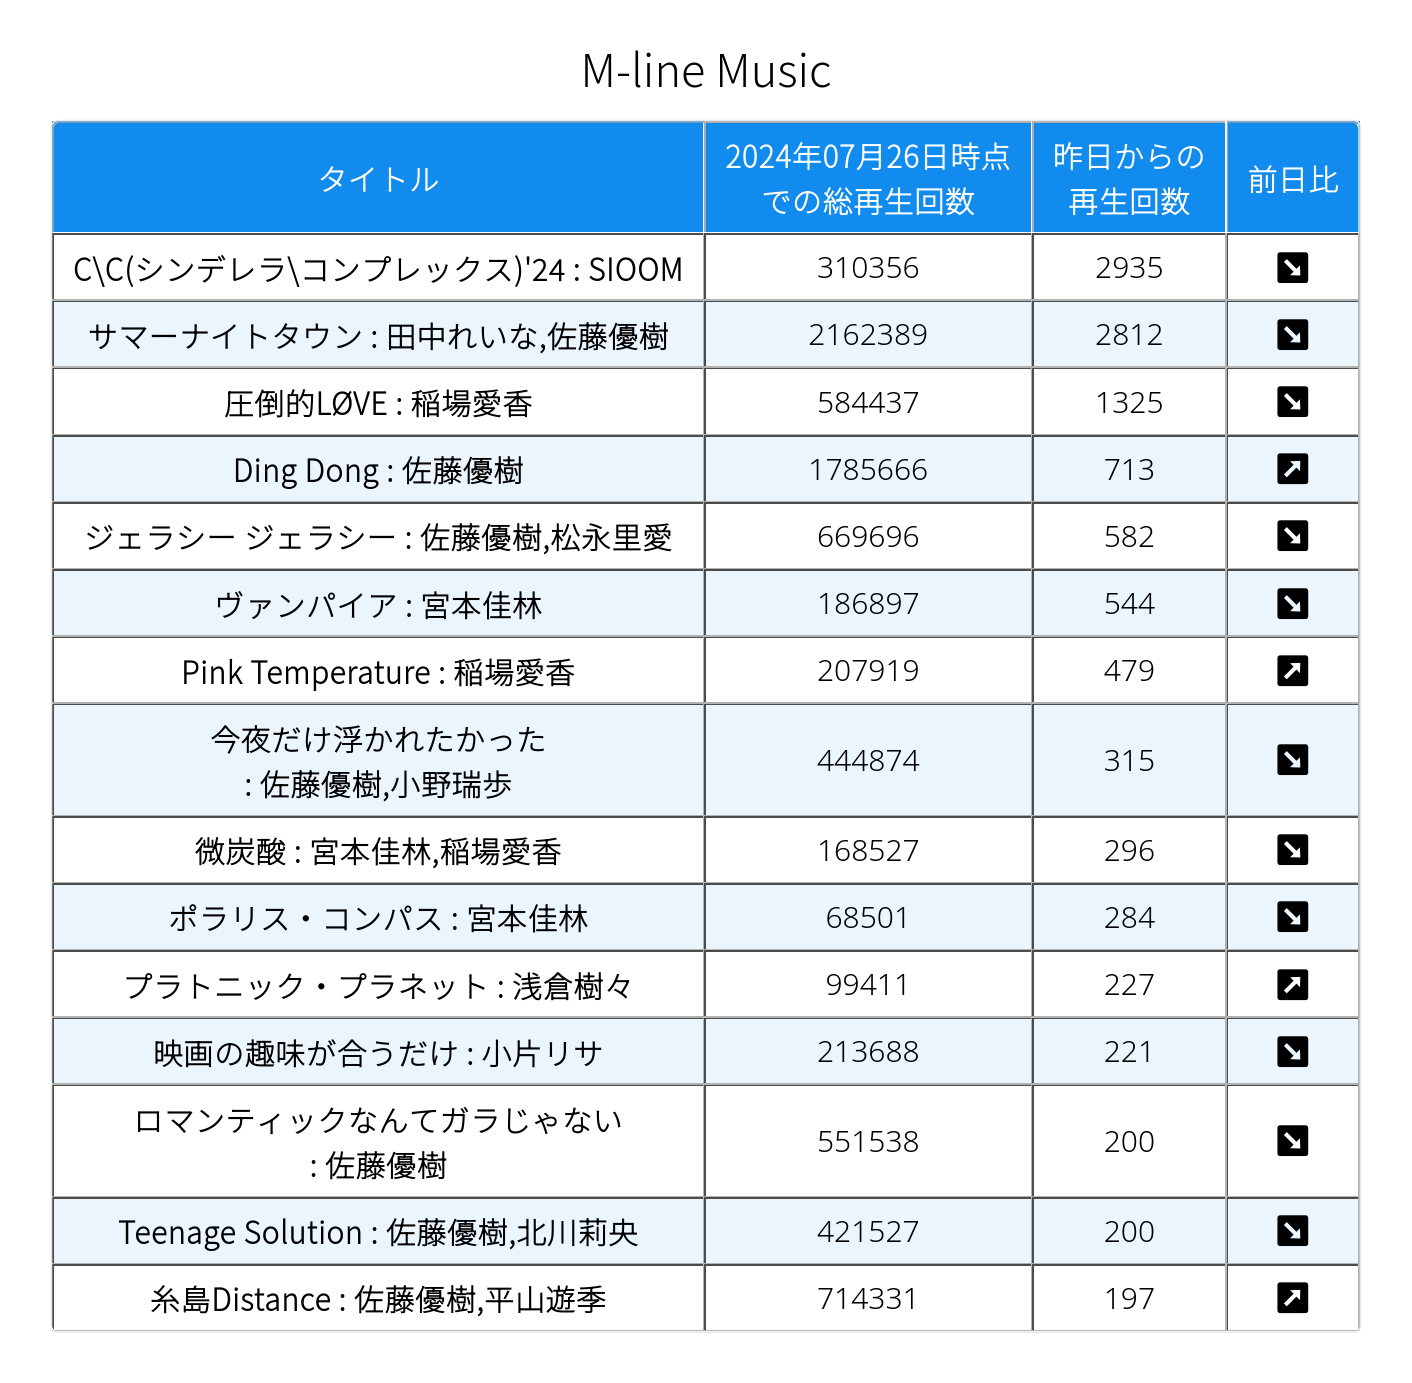 M-line Music
タイトル
2024年07月26日時点
での総再生回数
昨日からの
再生回数
前日比
C\C(シンデレラ\コンプレックス)'24 : SIOOM
310356
2935
サマーナイトタウン : 田中れいな,佐藤優樹
2162389
2812
圧倒的LØVE : 稲場愛香
584437
1325
Ding Dong : 佐藤優樹
1785666
713
ジェラシー ジェラシー : 佐藤優樹,松永里愛
669696
582
ヴァンパイア : 宮本佳林
186897
544
Pink Temperature : 稲場愛香
207919
479
今夜だけ浮かれたかった
: 佐藤優樹,小野瑞歩
444874
315
微炭酸 : 宮本佳林,稲場愛香
168527
296
ポラリス・コンパス : 宮本佳林
68501
284
プラトニック・プラネット : 浅倉樹々
99411
227
映画の趣味が合うだけ : 小片リサ
213688
221
ロマンティックなんてガラじゃない
: 佐藤優樹
551538
200
Teenage Solution : 佐藤優樹,北川莉央
421527
200
糸島Distance : 佐藤優樹,平山遊季
714331
197